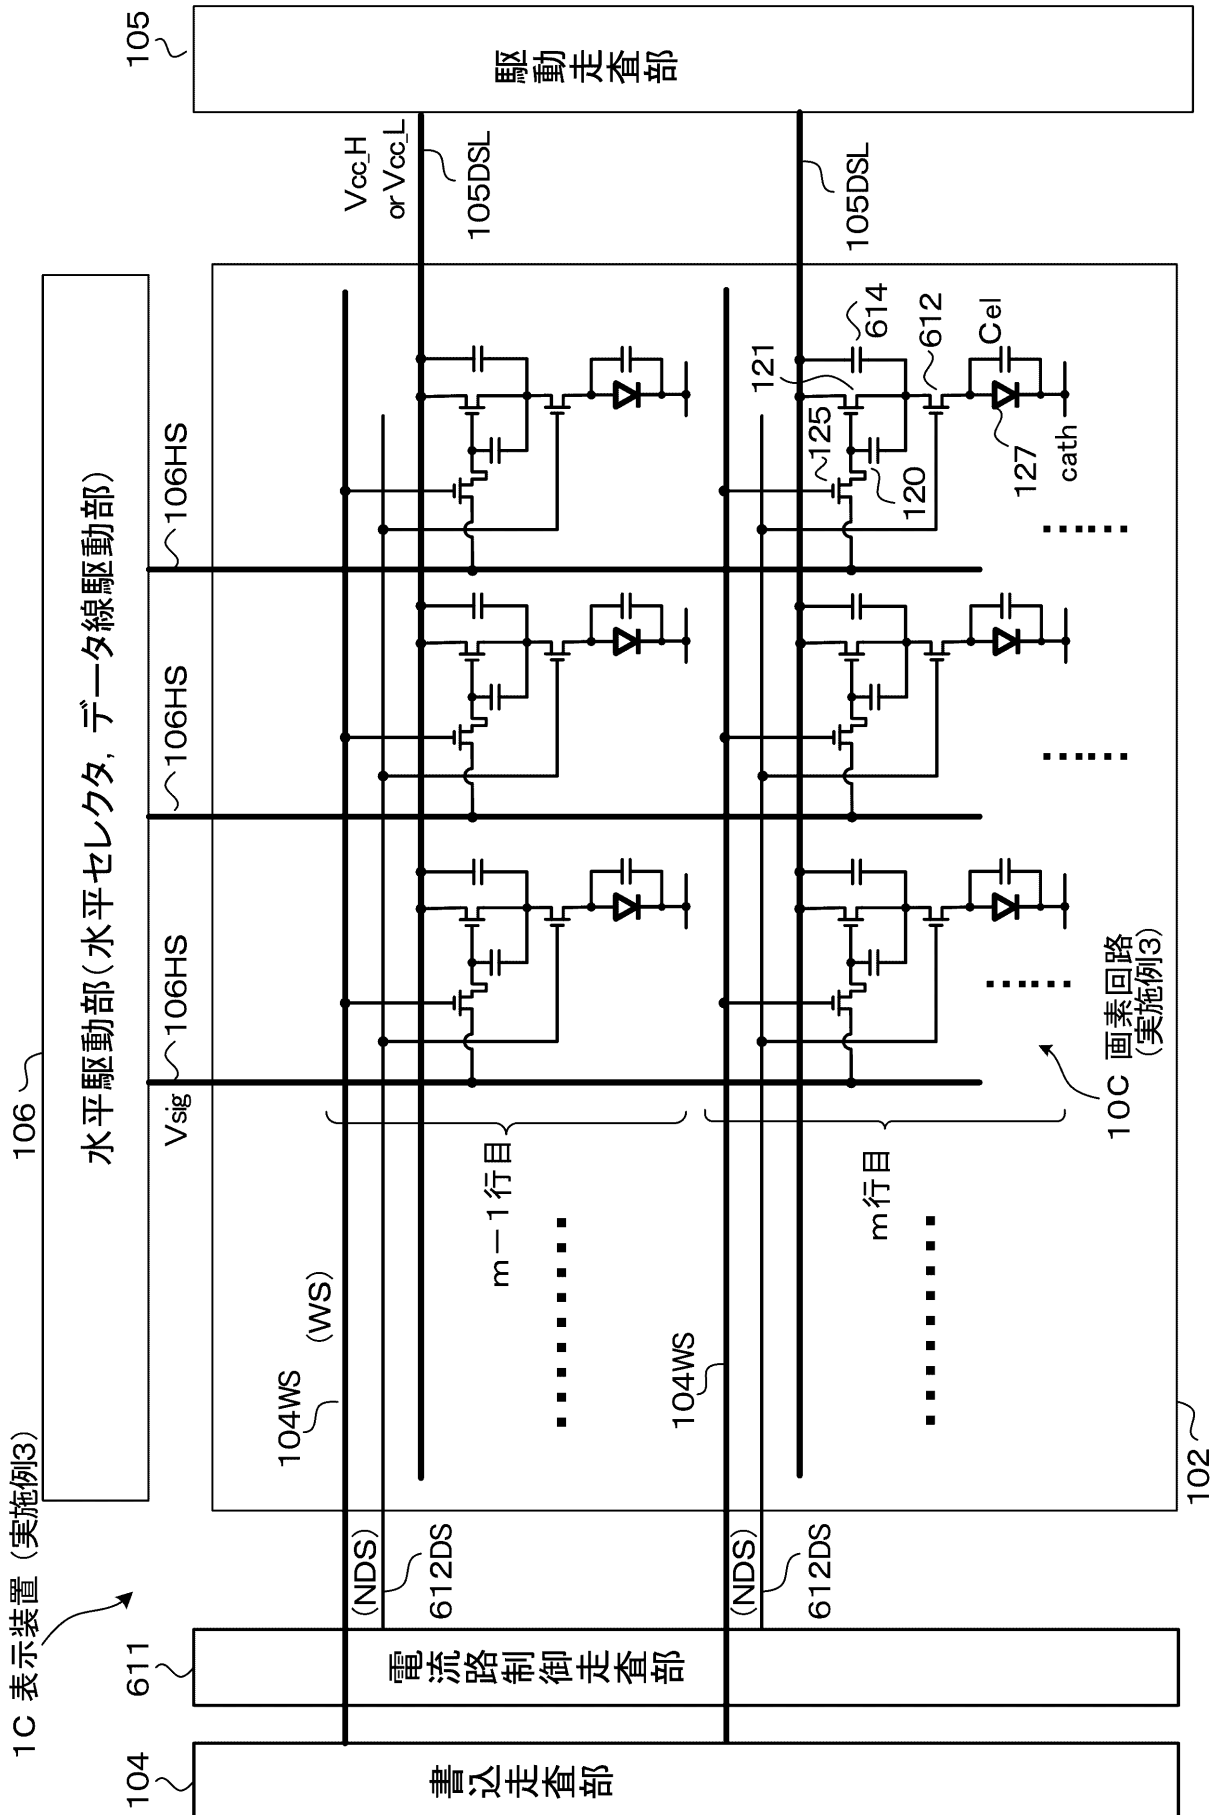 1C 表示装置 (実施例3)
106
水平駆動部(水平セレクタ, データ線駆動部)
Vsig
106HS
106HS
106HS
104
書込走査部
611
電流路制御走査部
105
駆動走査部
(NDS)
612DS
104WS
(WS)
m-1行目
Vcc_H
or Vcc_L
105DSL
(NDS)
612DS
104WS
m行目
105DSL
121
125
120
614
612
Cel
127
cath
10C 画素回路
(実施例3)
102